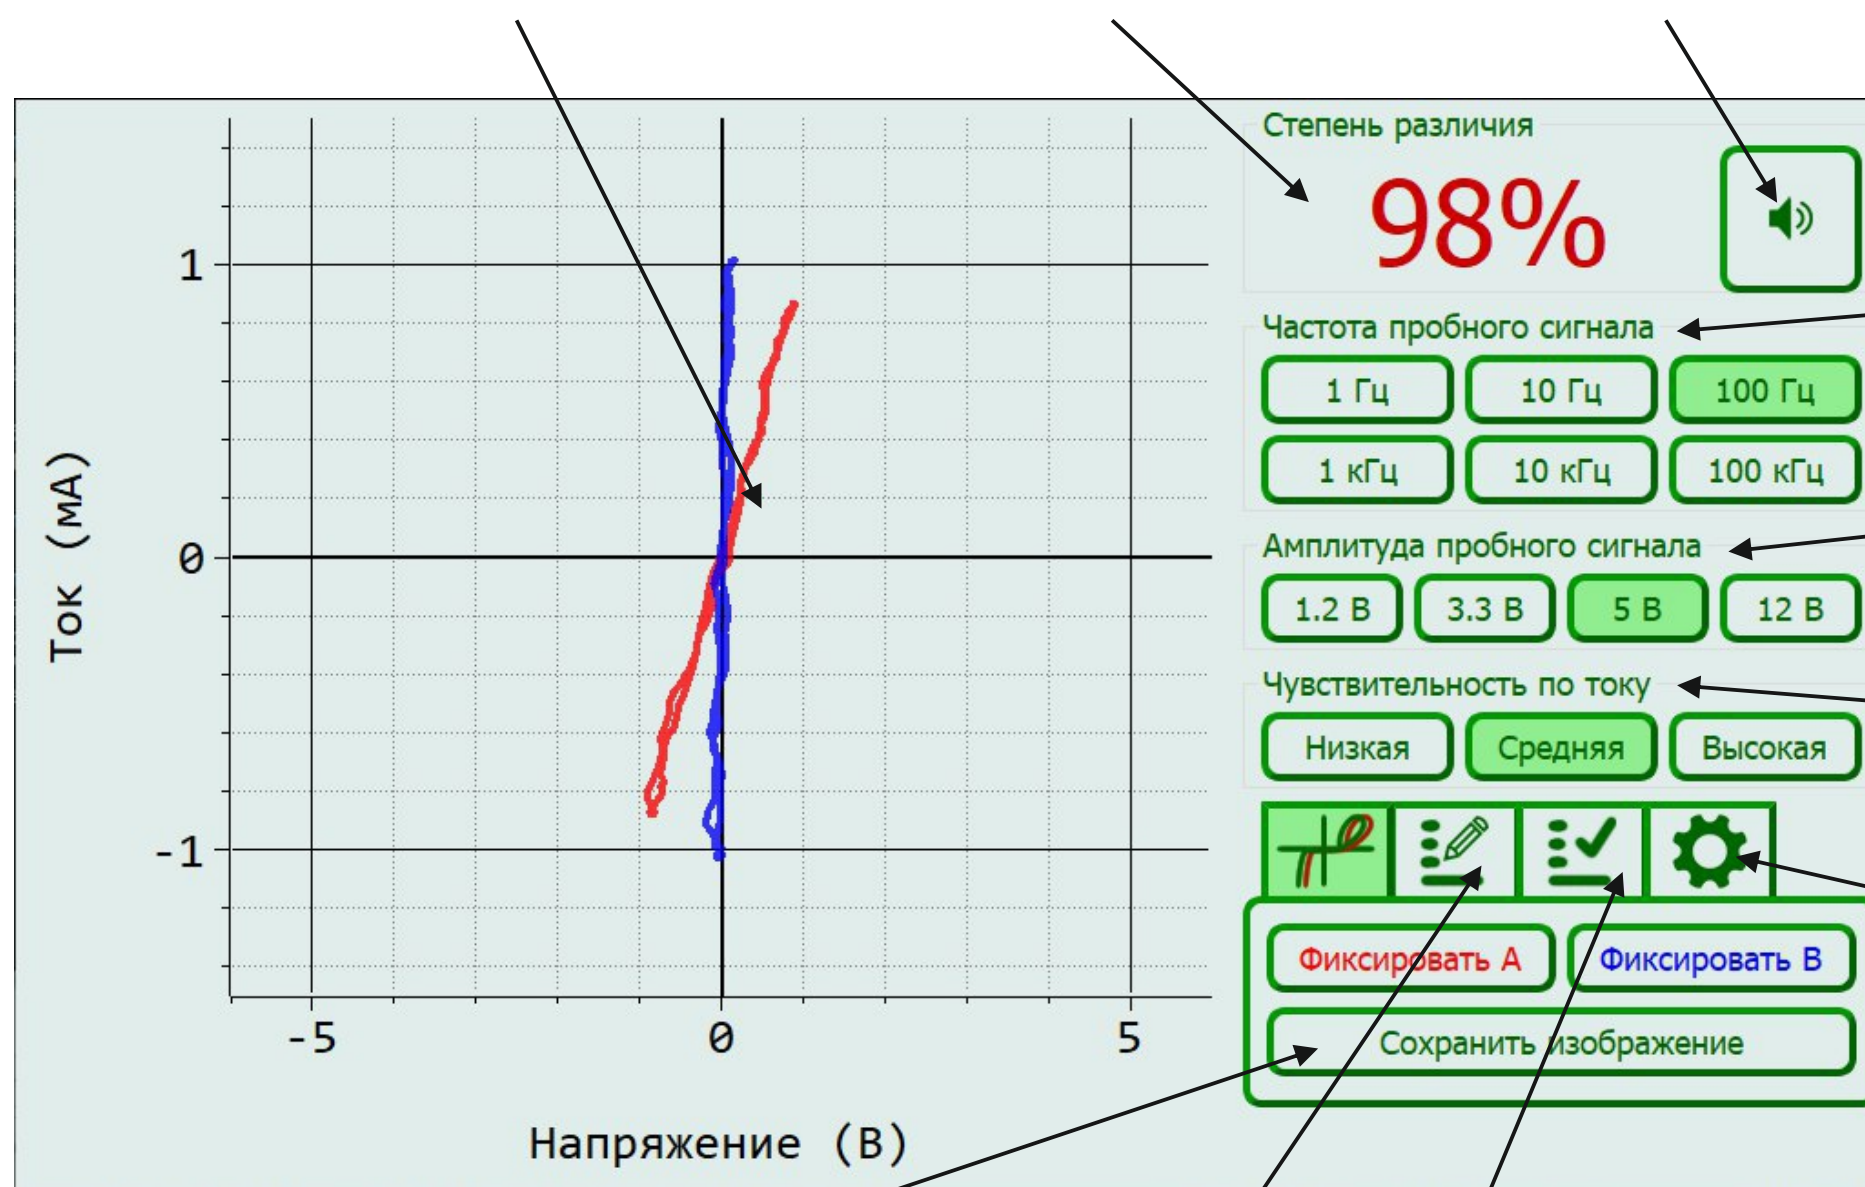 Степень различия
98%
Частота пробного сигнала
1 Гц 10 Гц 100 Гц
1 кГц 10 кГц 100 кГц
Амплитуда пробного сигнала
1.2 В 3.3 В 5 В 12 В
Чувствительность по току
Низкая Средняя Высокая
Фиксировать А Фиксировать В
Сохранить изображение
Ток (мА)
1
0
-1
-5 0 5
Напряжение (В)